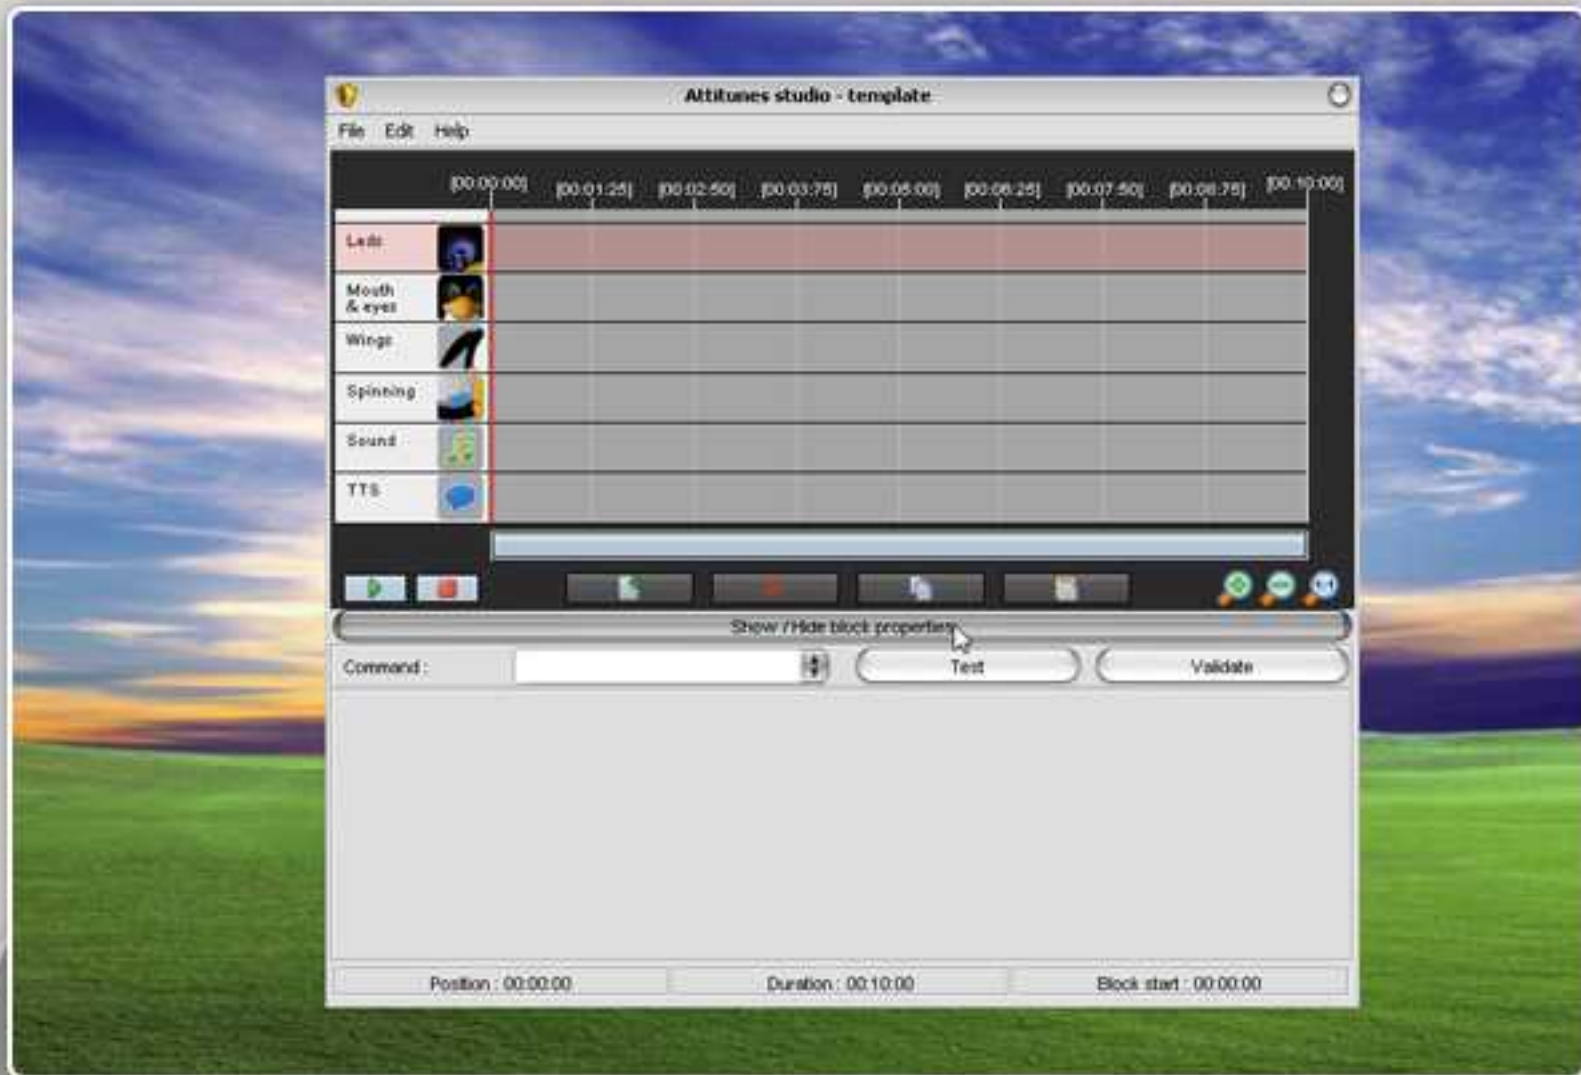 Attitunes studio - template
File Edit Help
[00:00:00] [00:01:25] [00:02:50] [00:03:75] [00:05:00] [00:06:25] [00:07:50] [00:08:75] [00:10:00]
Leds
Mouth
& eyes
Wings
Spinning
Sound
TTS
Show / Hide block properties
Command : Test Validate
Position : 00:00:00 Duration : 00:10:00 Block start : 00:00:00